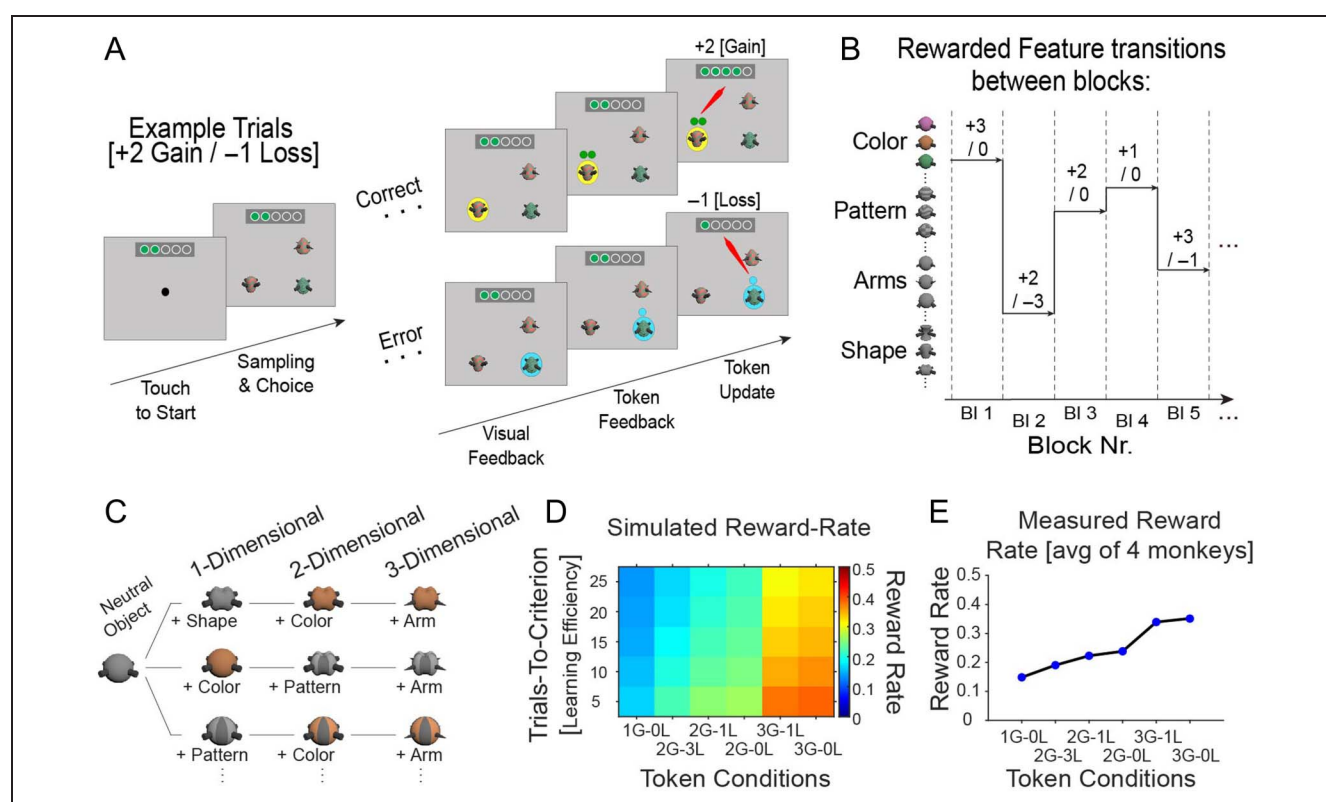 A
Example Trials
[+2 Gain / –1 Loss]
Touch
to Start
Sampling
& Choice
Correct
. . .
Error
. . .
+2 [Gain]
–1 [Loss]
Visual
Feedback
Token
Feedback
Token
Update
B
Rewarded Feature transitions
between blocks:
Color
Pattern
Arms
Shape
+3
/ 0
+2
/ –3
+2
/ 0
+1
/ 0
+3
/ –1
...
Bl 1
Bl 2
Bl 3
Bl 4
Bl 5
...
Block Nr.
C
Neutral
Object
1-Dimensional
2-Dimensional
3-Dimensional
+ Shape
+ Color
+ Arm
+ Color
+ Pattern
+ Arm
+ Pattern
+ Color
+ Arm
D
Simulated Reward-Rate
Trials-To-Criterion
[Learning Efficiency]
25
20
15
10
5
1G-0L
2G-3L
2G-1L
2G-0L
3G-1L
3G-0L
Token Conditions
0.5
0.4
0.3
0.2
0.1
0
Reward Rate
E
Measured Reward
Rate [avg of 4 monkeys]
Reward Rate
0.5
0.4
0.3
0.2
0.1
0
1G-0L
2G-3L
2G-1L
2G-0L
3G-1L
3G-0L
Token Conditions